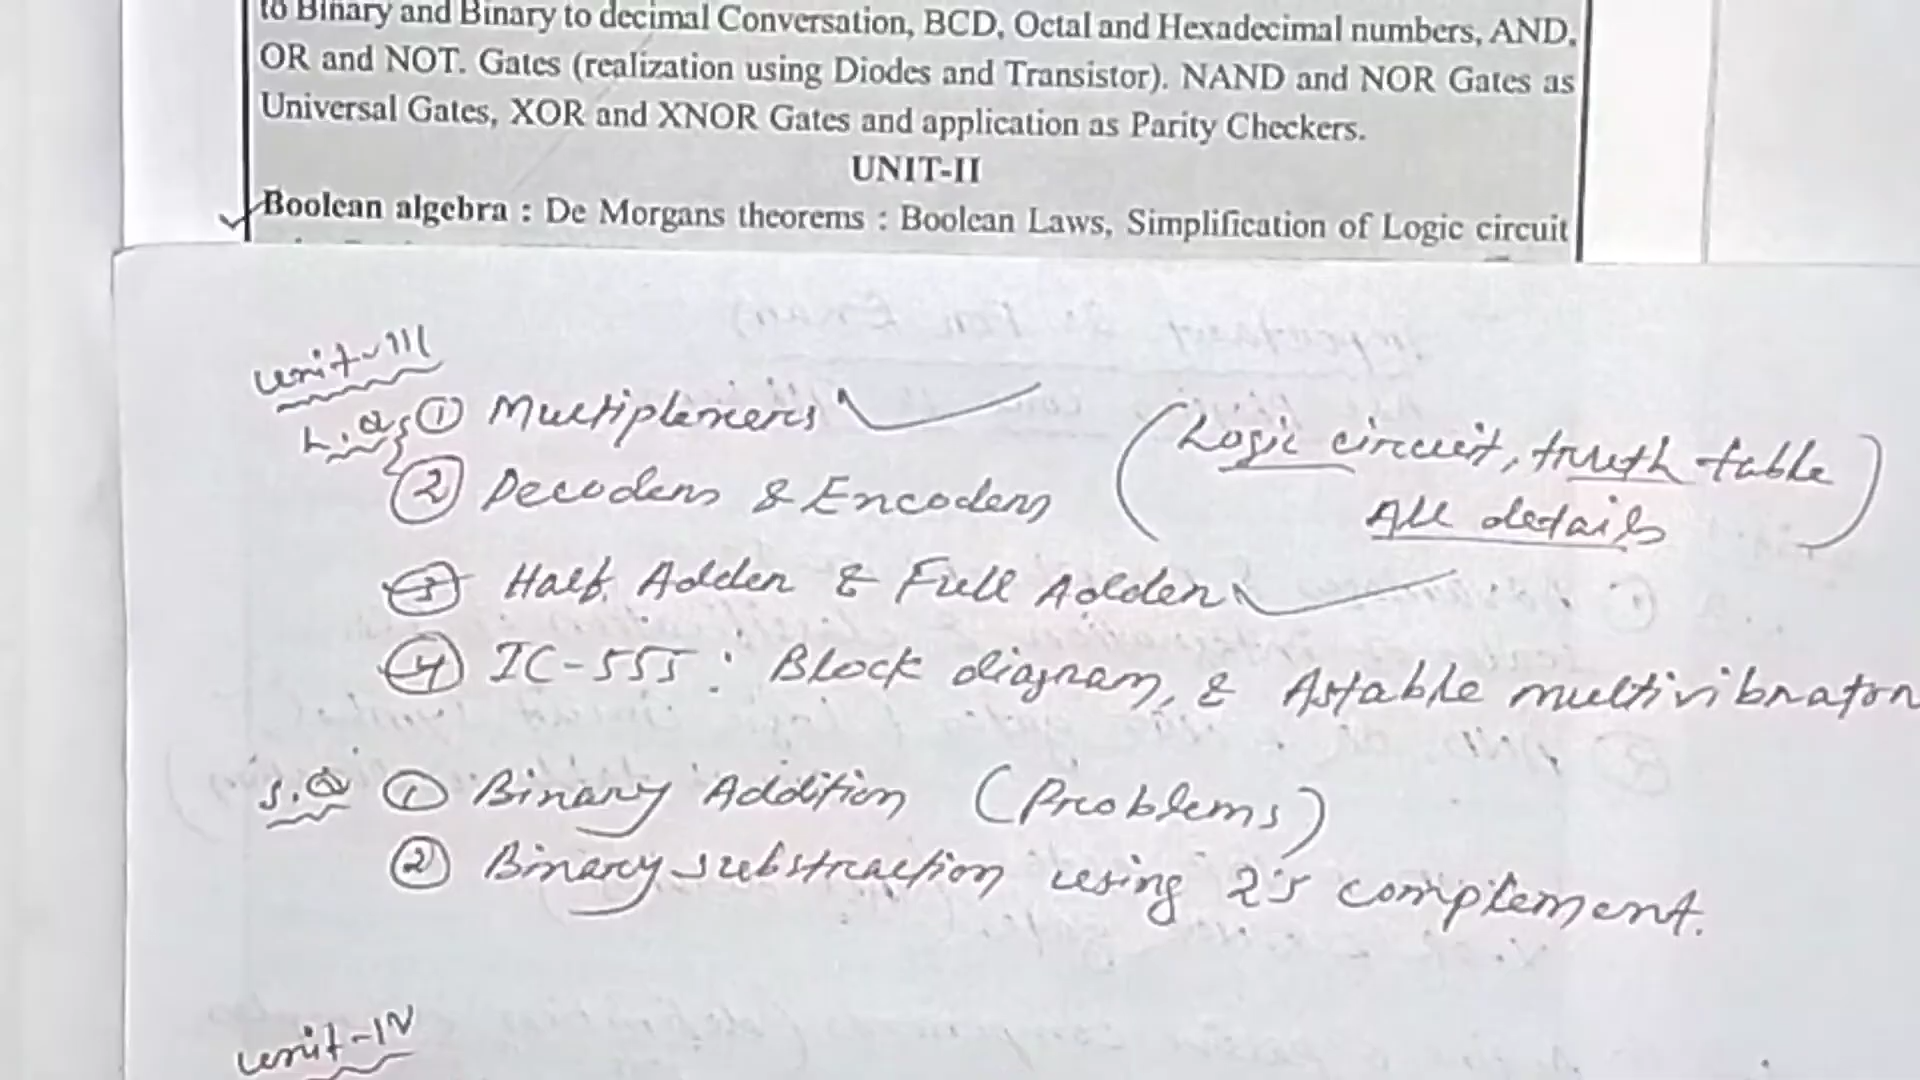 to Binary and Binary to decimal Conversation, BCD, Octal and Hexadecimal numbers, AND,
OR and NOT. Gates (realization using Diodes and Transistor). NAND and NOR Gates as
Universal Gates, XOR and XNOR Gates and application as Parity Checkers.
UNIT-II
Boolean algebra : De Morgans theorems : Boolean Laws, Simplification of Logic circuit
Unit-III
L.Q ① Multiplexers
(Logic circuit, truth table
② Decoders & Encoders
All details)
③ Half Adder & Full Adder
④ IC-555 : Block diagram, & Astable multivibrator
S.Q ① Binary Addition (Problems)
② Binary substraction using 2's complement.
Unit-IV